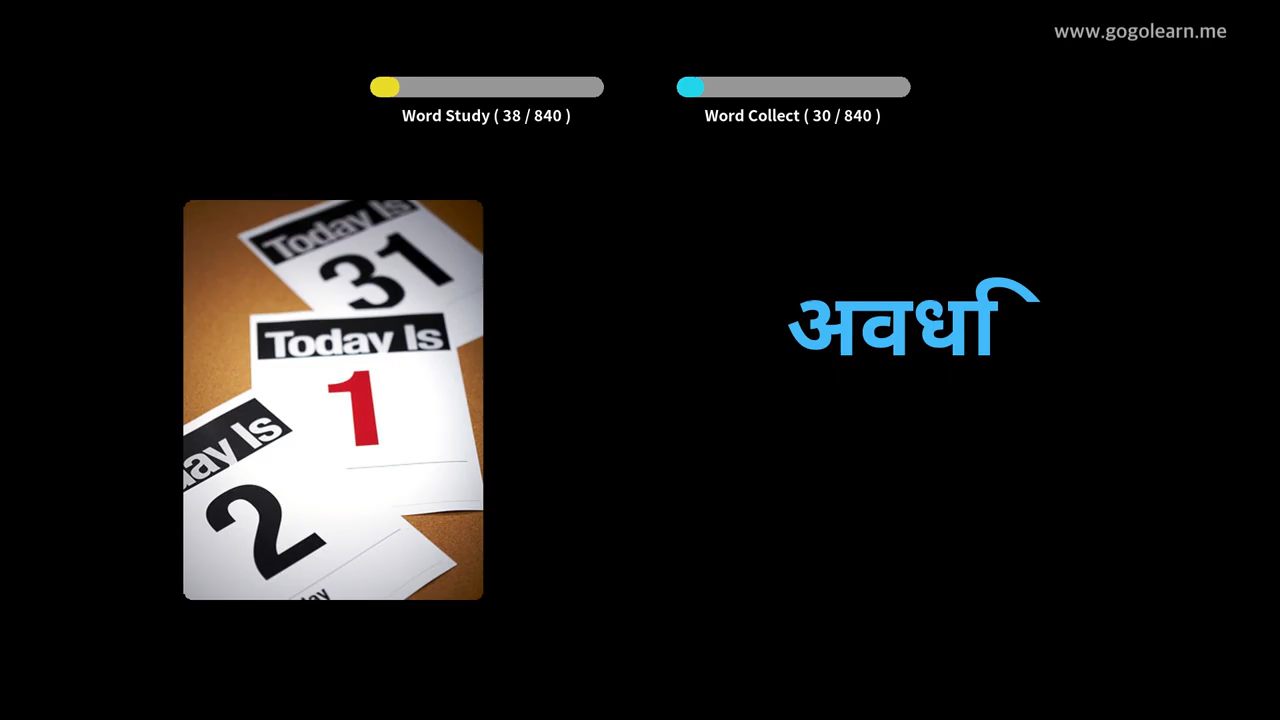 www.gogolearn.me
Word Study ( 38 / 840 )
Word Collect ( 30 / 840 )
Today Is
31
Today Is
1
ay Is
2
अवधि